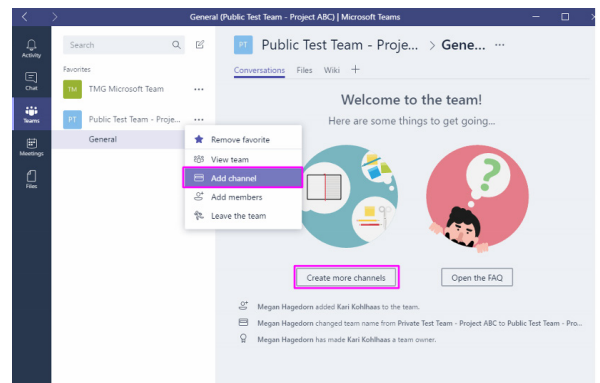 General (Public Test Team - Project ABC) | Microsoft Teams
Activity
Chat
Teams
Meetings
Files
Search
Favorites
TM TMG Microsoft Team ...
PT Public Test Team - Proje... ...
General
Remove favorite
View team
Add channel
Add members
Leave the team
PT Public Test Team - Proje... > Gene... ...
Conversations Files Wiki +
Welcome to the team!
Here are some things to get going...
?
Create more channels Open the FAQ
Megan Hagedorn added Kari Kohlhaas to the team.
Megan Hagedorn changed team name from Private Test Team - Project ABC to Public Test Team - Pro...
Megan Hagedorn has made Kari Kohlhaas a team owner.